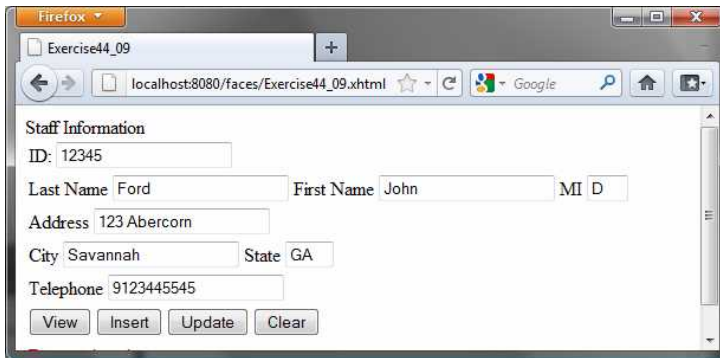 Firefox
Exercise44_09
localhost:8080/faces/Exercise44_09.xhtml Google
Staff Information
ID: 12345
Last Name Ford First Name John MI D
Address 123 Abercorn
City Savannah State GA
Telephone 9123445545
View Insert Update Clear